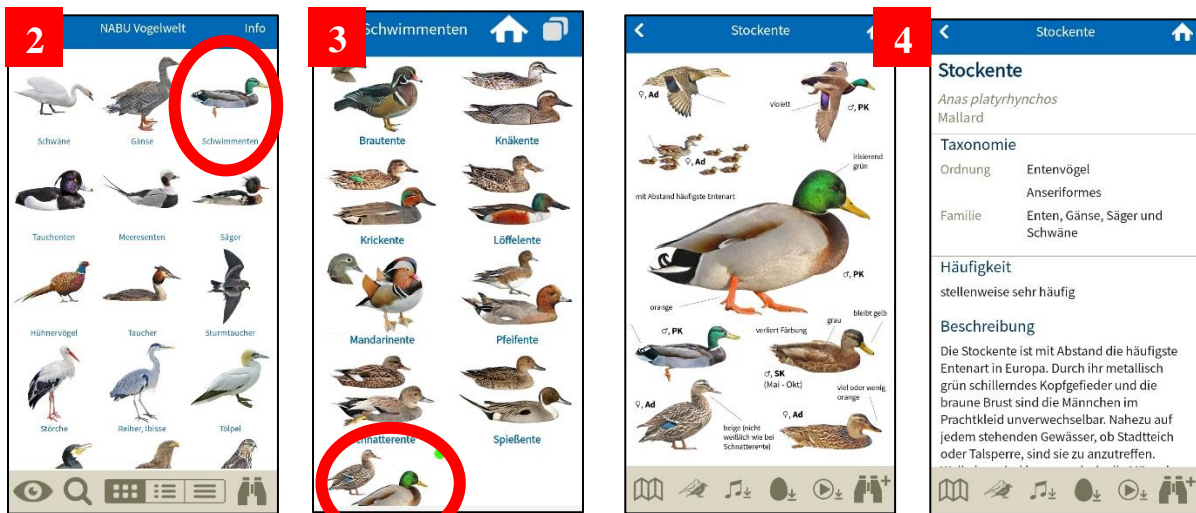 2
NABU Vogelwelt Info
Schwäne Gänse Schwimmenten
Tauchenten Meeresenten Säger
Hühnervögel Taucher Sturmtaucher
Störche Reiher, Ibisse Tölpel
3
Schwimmenten
Brautente Knäkente
Krickente Löffelente
Mandarinente Pfeifente
Schnatterente Spießente
Stockente
♀, Ad
violett
♂, PK
♀, Ad
irisierend
grün
mit Abstand häufigste Entenart
♂, PK
orange
♂, PK
verliert Färbung
grau
bleibt gelb
♂, SK
(Mai - Okt)
viel oder wenig
orange
♀, Ad
beige (nicht
weißlich wie bei
Schnatterente)
♀, Ad
4
Stockente
Stockente
Anas platyrhynchos
Mallard
Taxonomie
Ordnung Entenvögel
Anseriformes
Familie Enten, Gänse, Säger und
Schwäne
Häufigkeit
stellenweise sehr häufig
Beschreibung
Die Stockente ist mit Abstand die häufigste
Entenart in Europa. Durch ihr metallisch
grün schillerndes Kopfgefieder und die
braune Brust sind die Männchen im
Prachtkleid unverwechselbar. Nahezu auf
jedem stehenden Gewässer, ob Stadtteich
oder Talsperre, sind sie zu anzutreffen.